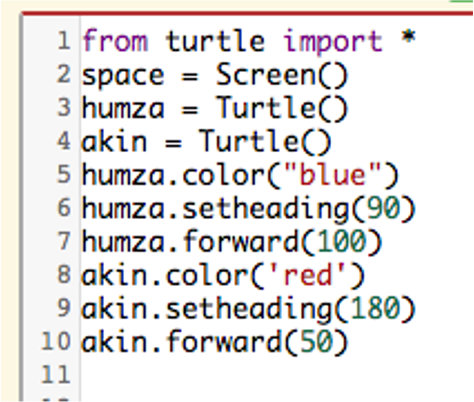 1 from turtle import *
2 space = Screen()
3 humza = Turtle()
4 akin = Turtle()
5 humza.color("blue")
6 humza.setheading(90)
7 humza.forward(100)
8 akin.color('red')
9 akin.setheading(180)
10 akin.forward(50)
11